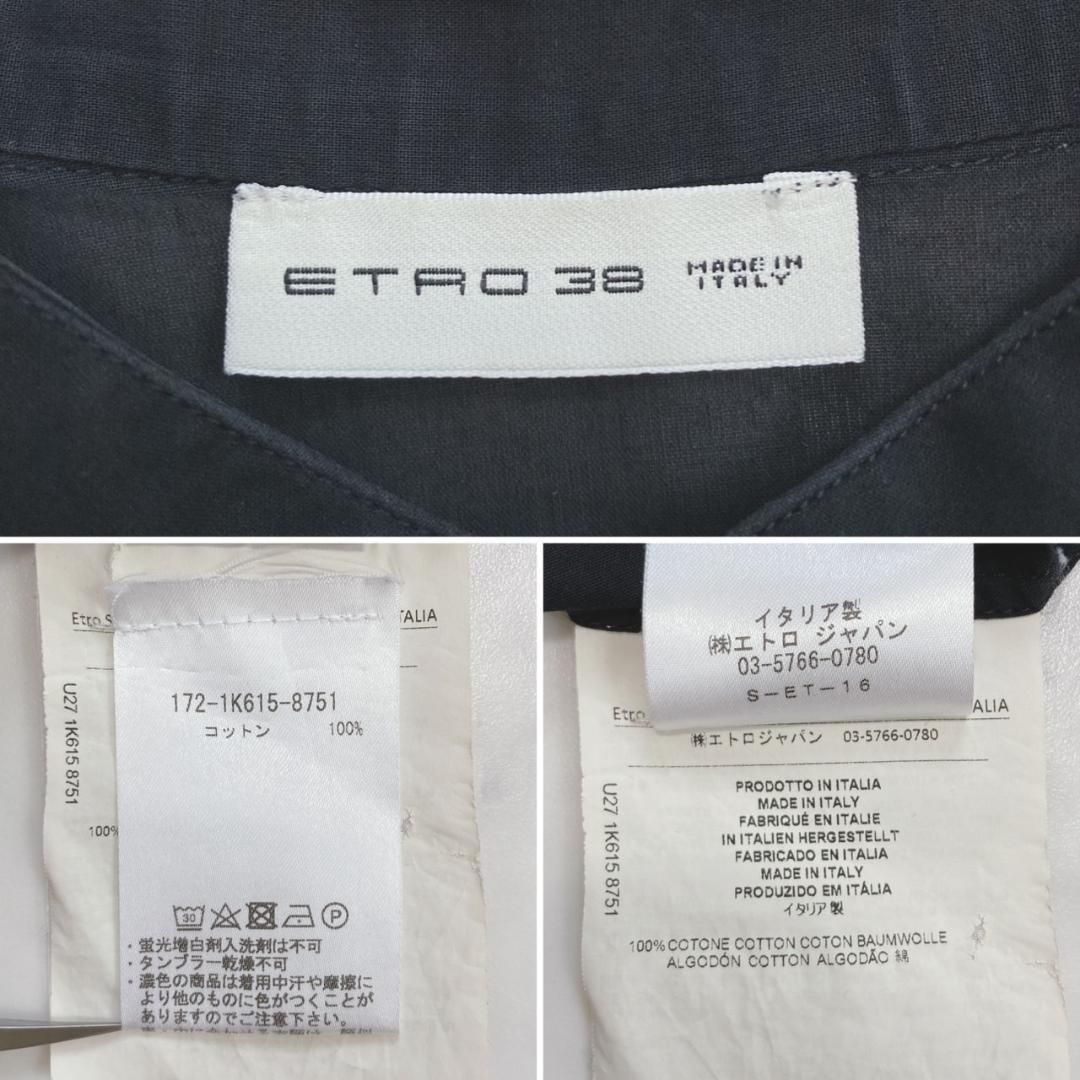 ETRO 38 MADE IN
ITALY
Etro S
TALIA
172-1K615-8751
コットン 100%
U27 1K615 8751
100%
30
P
・蛍光増白剤入洗剤は不可
・タンブラー乾燥不可
・濃色の商品は着用中汗や摩擦に
より他のものに色がつくことが
ありますのでご注意下さい。
イタリア製
㈱エトロ ジャパン
03-5766-0780
S-ET-16
Etro
ALIA
㈱エトロジャパン 03-5766-0780
PRODOTTO IN ITALIA
MADE IN ITALY
FABRIQUÉ EN ITALIE
IN ITALIEN HERGESTELLT
FABRICADO EN ITALIA
MADE IN ITALY
PRODUZIDO EM ITÁLIA
イタリア製
U27 1K615 8751
100% COTONE COTTON COTON BAUMWOLLE
ALGODÓN COTTON ALGODÃO 綿